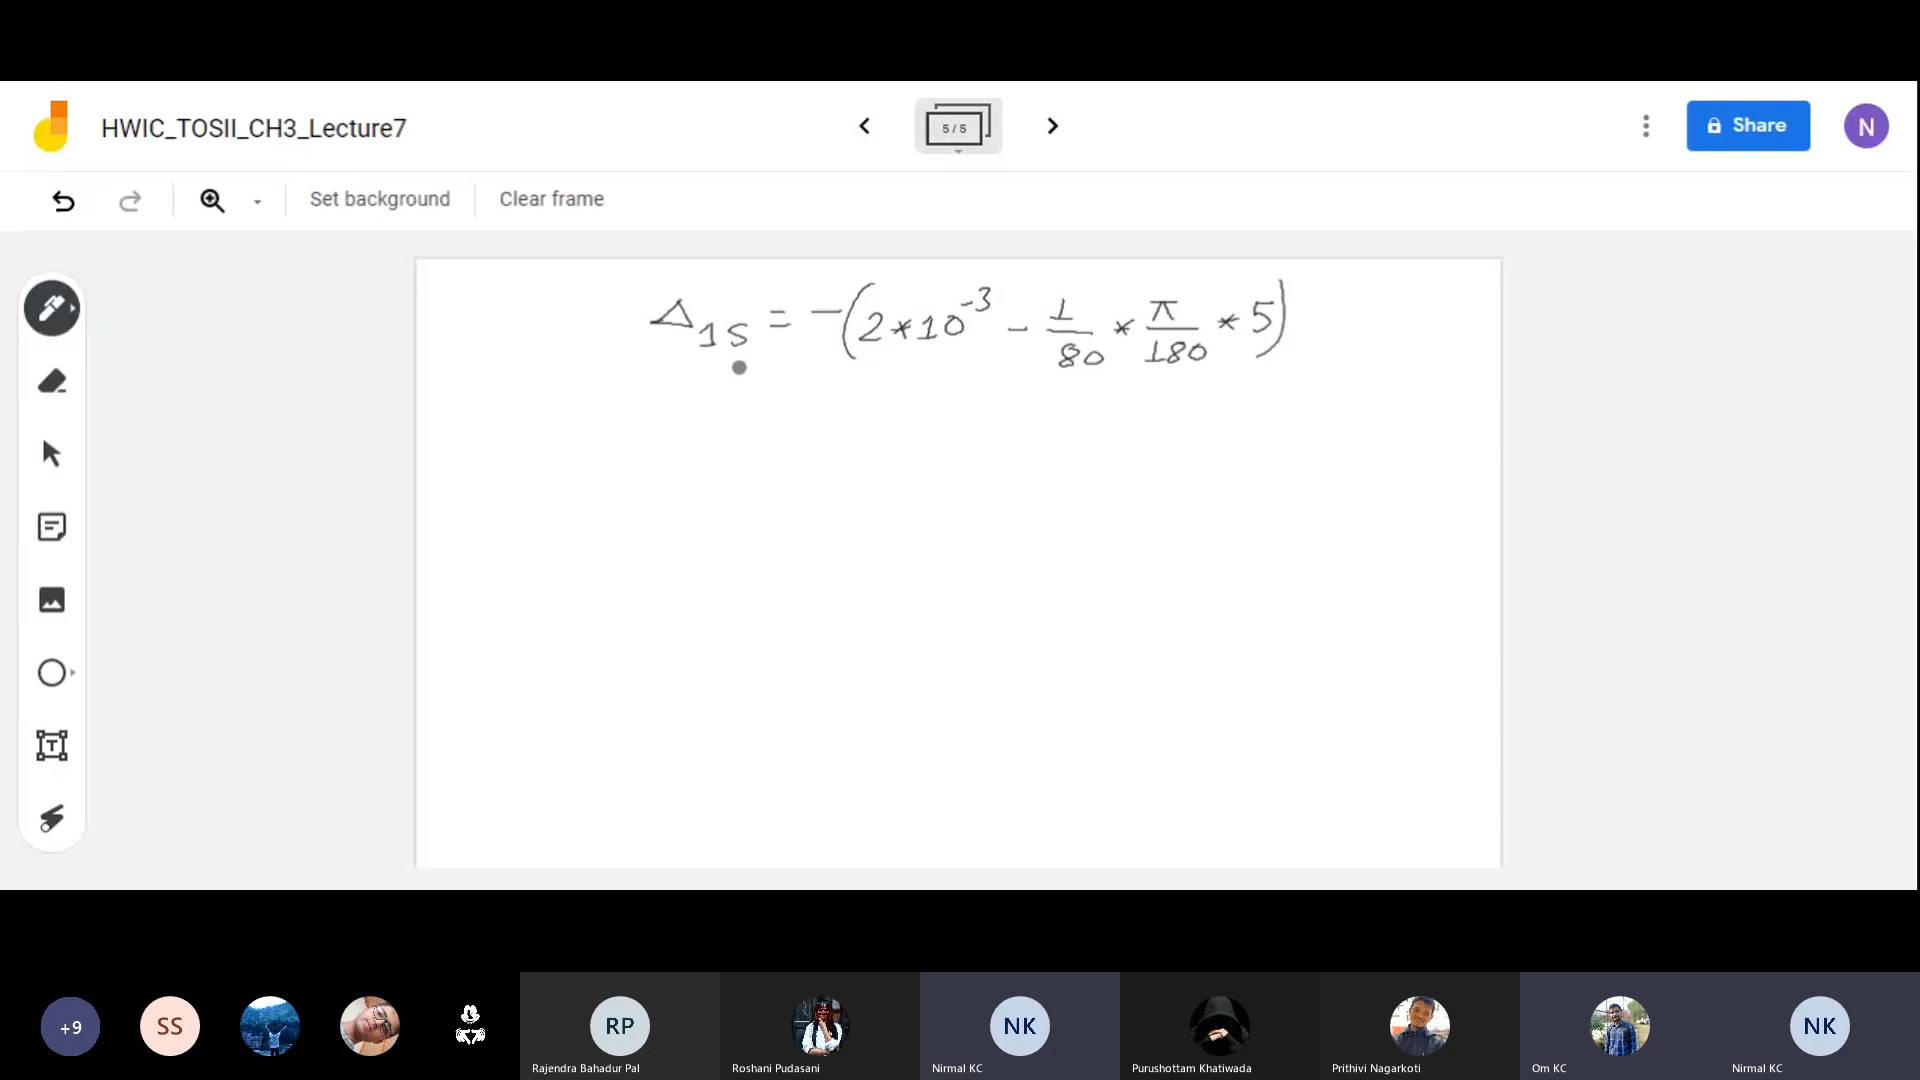 HWIC_TOSII_CH3_Lecture7
5 / 5
Share
N
Set background
Clear frame
Δ₁S = -(2*10⁻³ - 1/80 * π/180 * 5)
T
+9
SS
RP
NK
NK
Rajendra Bahadur Pal
Roshani Pudasani
Nirmal KC
Purushottam Khatiwada
Prithivi Nagarkoti
Om KC
Nirmal KC